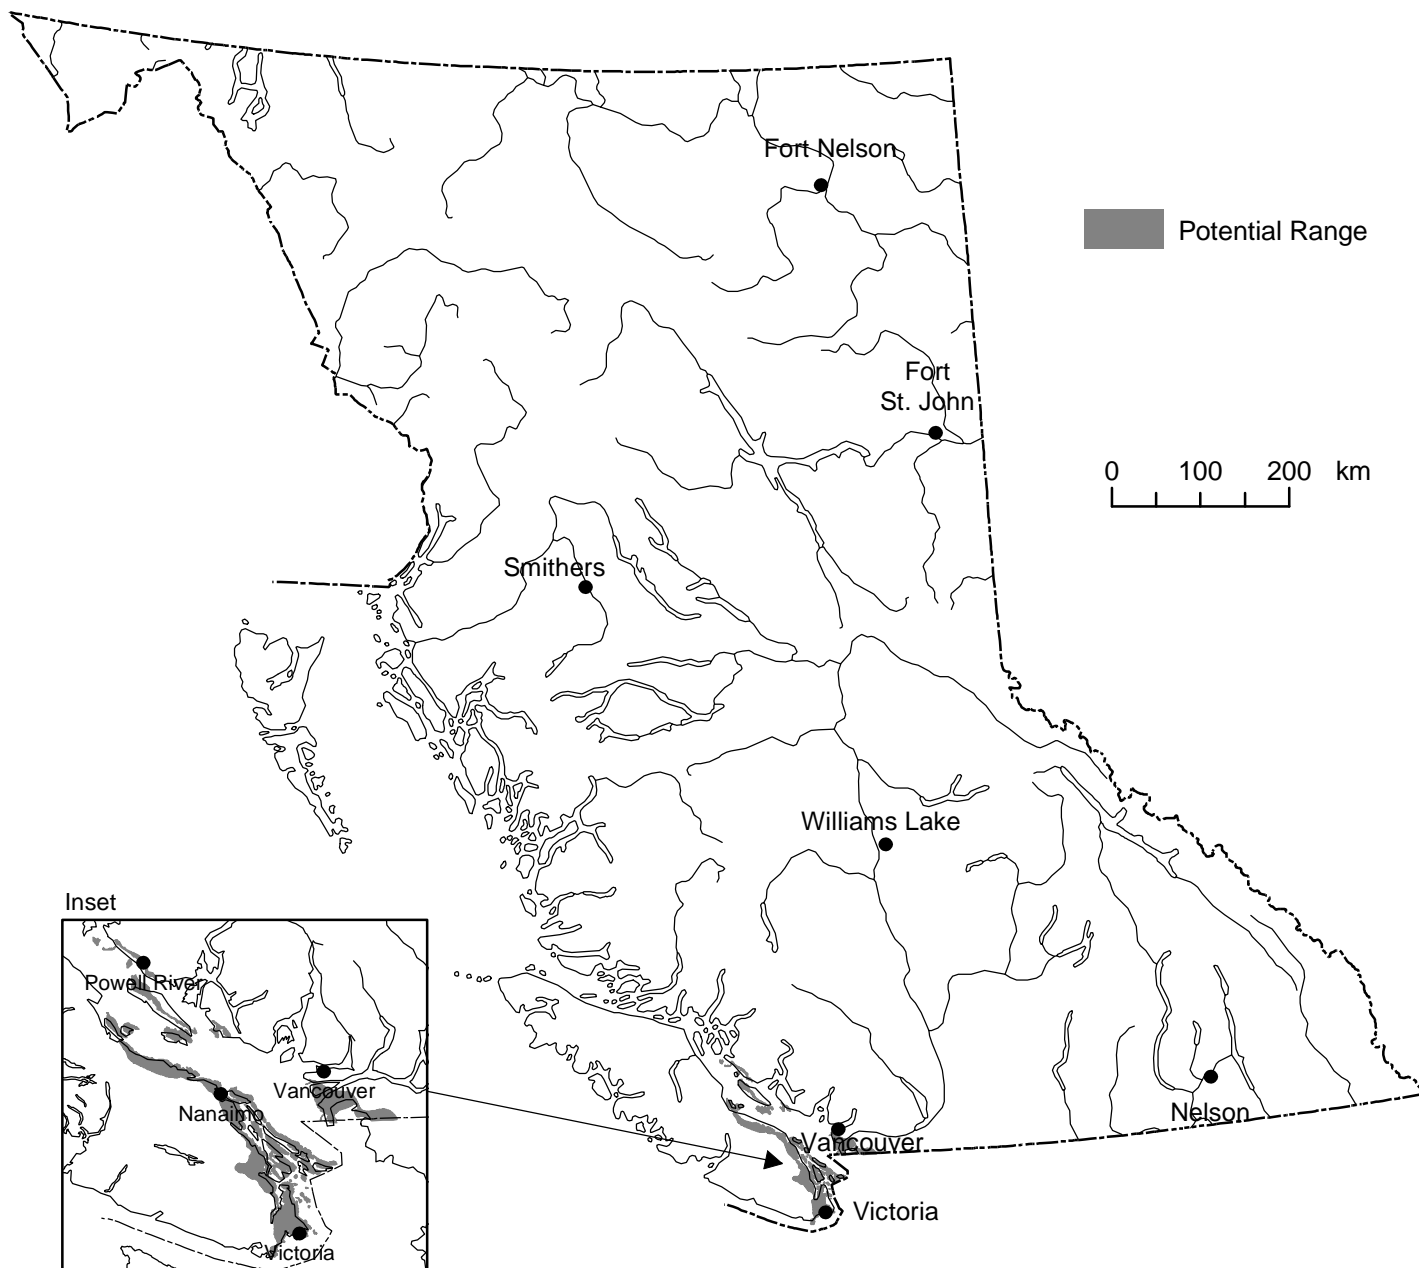 Fort Nelson
Potential Range
Fort
St. John
0 100 200 km
Smithers
Williams Lake
Inset
Powell River
Vancouver
Nanaimo
Victoria
Nelson
Vancouver
Victoria